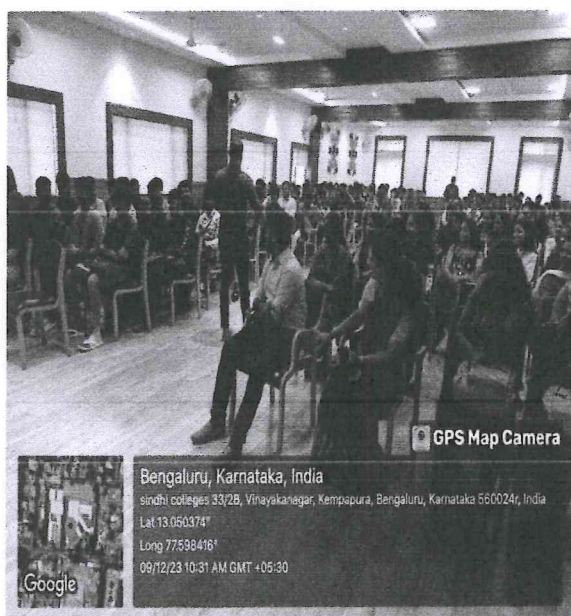 GPS Map Camera
Bengaluru, Karnataka, India
sindhi colleges 33/2B, Vinayakanagar, Kempapura, Bengaluru, Karnataka 560024r, India
Lat 13.050374°
Long 77.598416°
09/12/23 10:31 AM GMT +05:30
Google